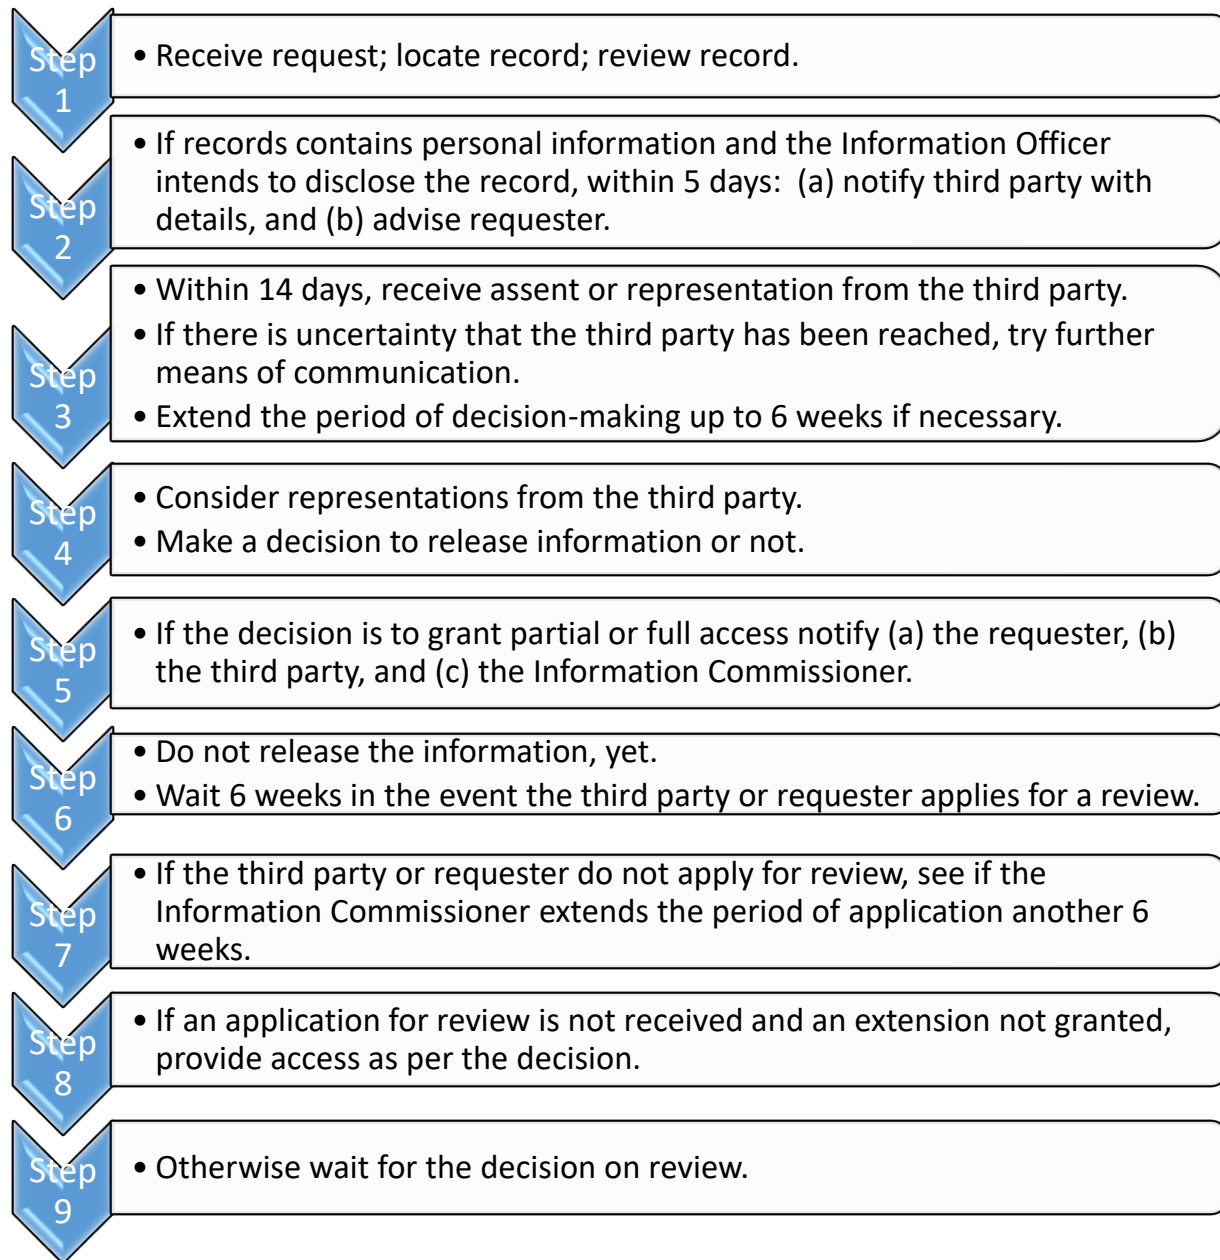 Step
1
• Receive request; locate record; review record.
Step
2
• If records contains personal information and the Information Officer
intends to disclose the record, within 5 days:  (a) notify third party with
details, and (b) advise requester.
Step
3
• Within 14 days, receive assent or representation from the third party.
• If there is uncertainty that the third party has been reached, try further
means of communication.
• Extend the period of decision-making up to 6 weeks if necessary.
Step
4
• Consider representations from the third party.
• Make a decision to release information or not.
Step
5
• If the decision is to grant partial or full access notify (a) the requester, (b)
the third party, and (c) the Information Commissioner.
Step
6
• Do not release the information, yet.
• Wait 6 weeks in the event the third party or requester applies for a review.
Step
7
• If the third party or requester do not apply for review, see if the
Information Commissioner extends the period of application another 6
weeks.
Step
8
• If an application for review is not received and an extension not granted,
provide access as per the decision.
Step
9
• Otherwise wait for the decision on review.